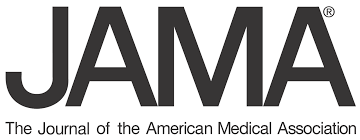 JAMA®
The Journal of the American Medical Association